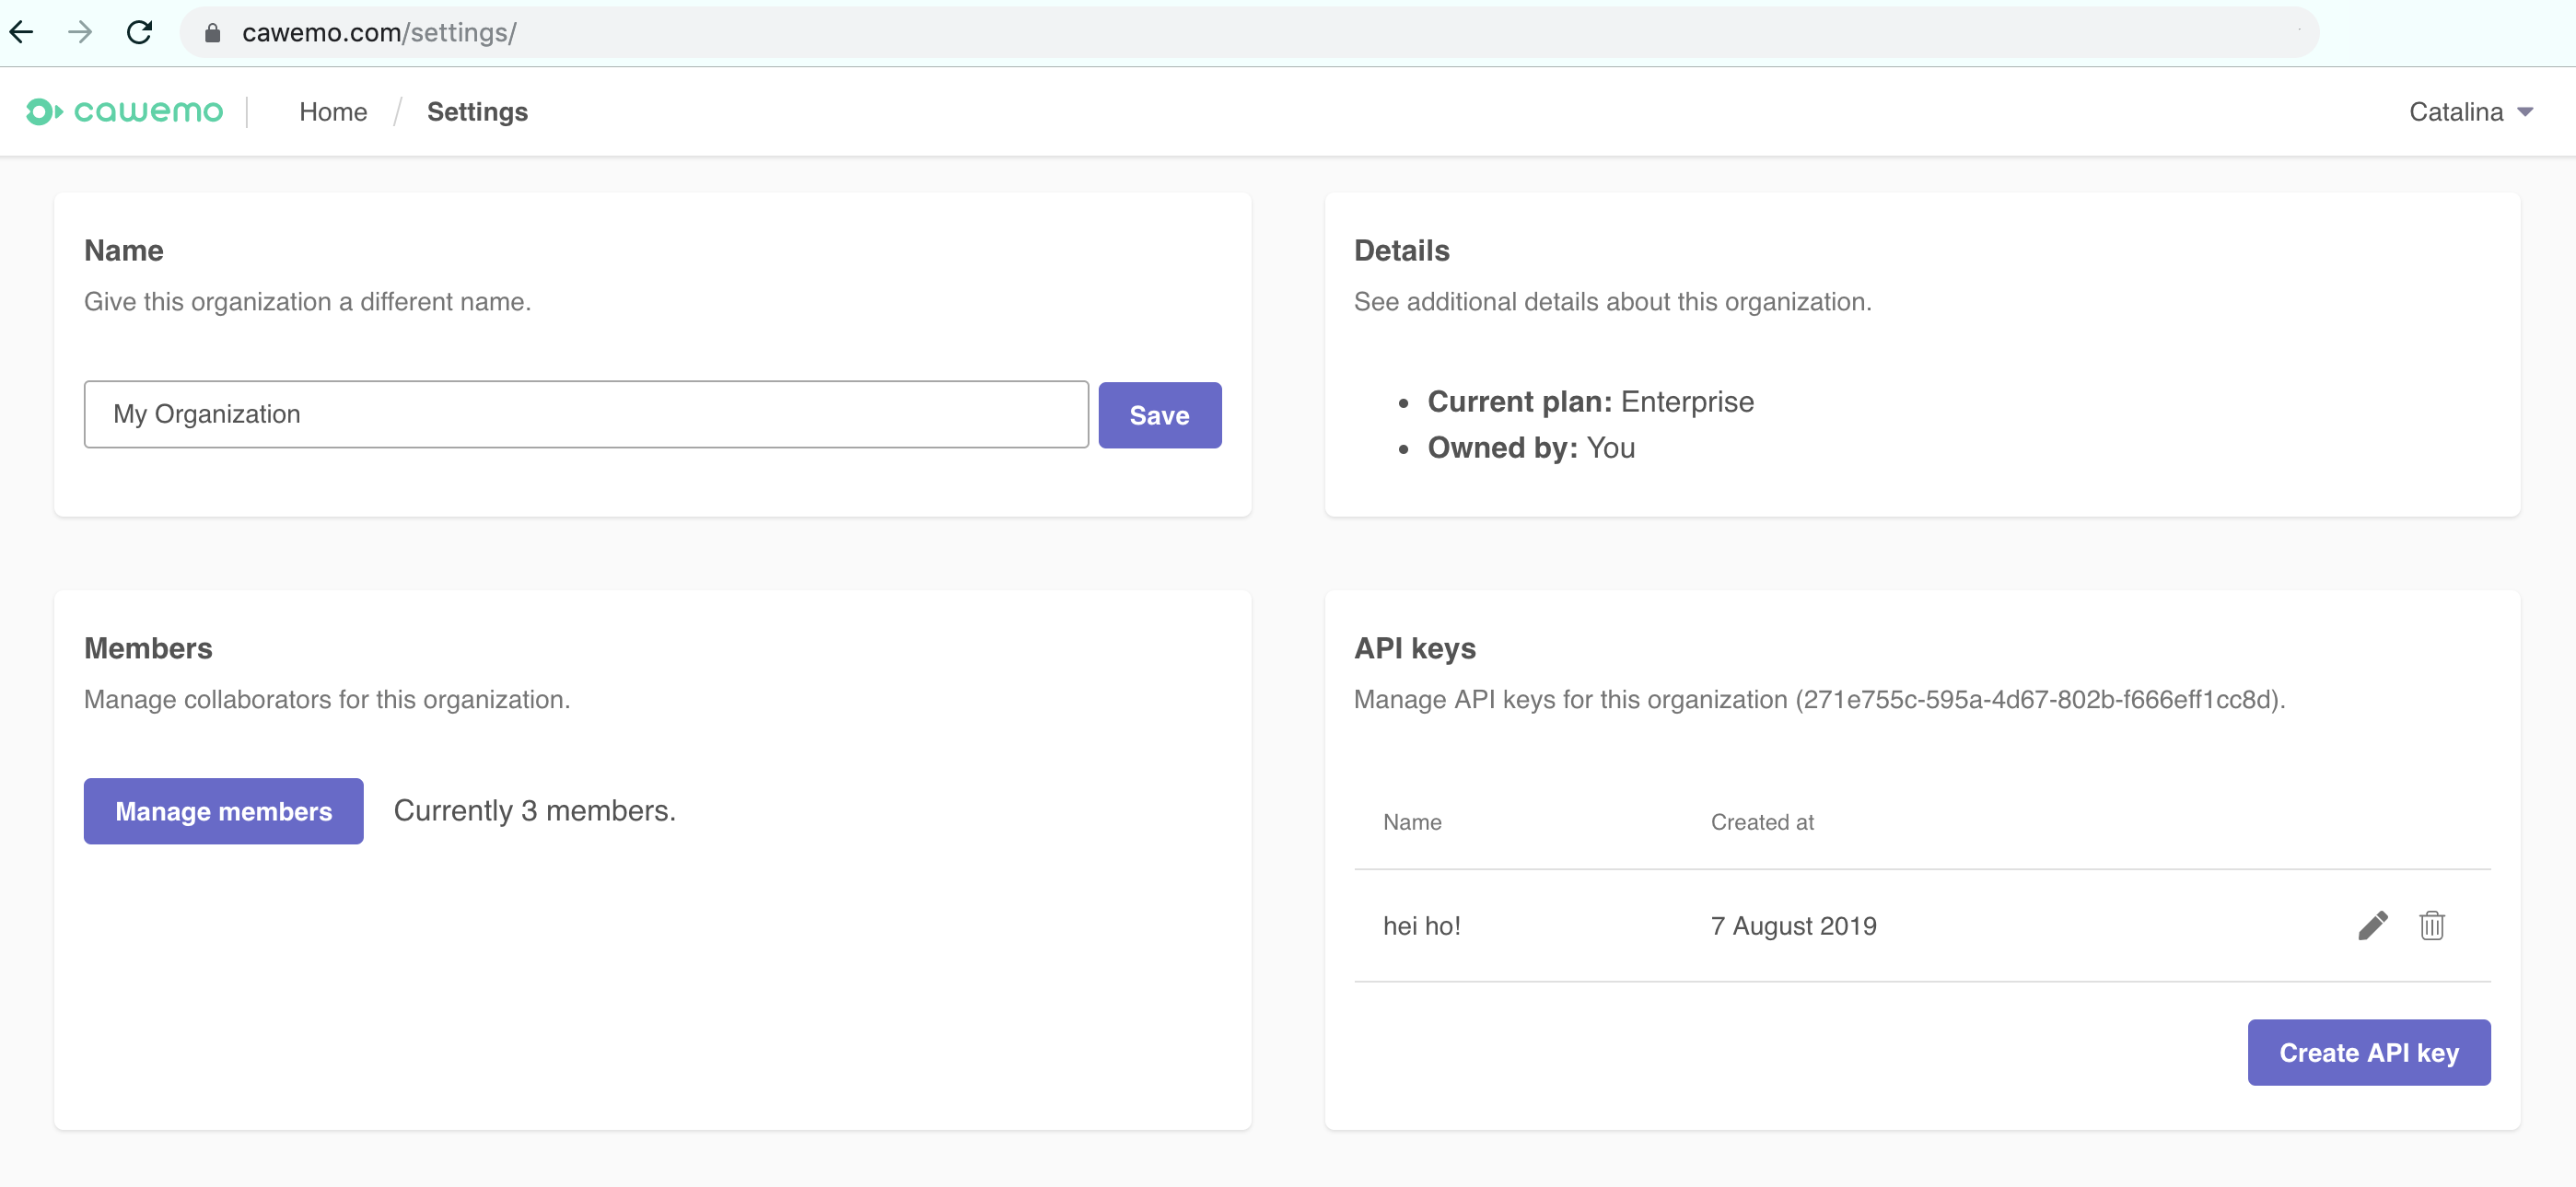 cawemo.com/settings/
cawemo Home / Settings Catalina
Name
Give this organization a different name.
My Organization Save
Details
See additional details about this organization.
• Current plan: Enterprise
• Owned by: You
Members
Manage collaborators for this organization.
Manage members Currently 3 members.
API keys
Manage API keys for this organization (271e755c-595a-4d67-802b-f666eff1cc8d).
Name Created at
hei ho! 7 August 2019
Create API key